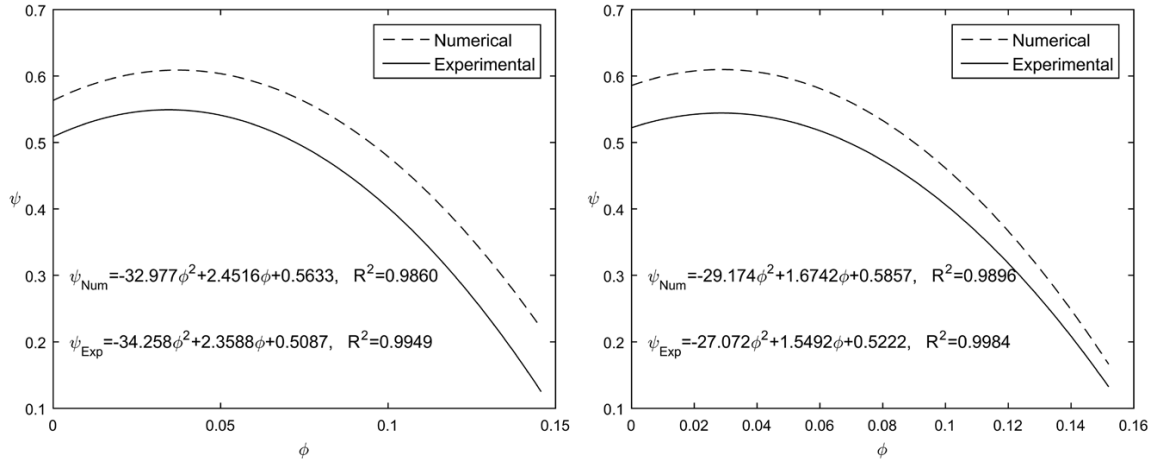 0.7
0.6
0.5
0.4
0.3
0.2
0.1
ψ
0
0.05
0.1
0.15
ϕ
Numerical
Experimental
ψ_Num=-32.977ϕ²+2.4516ϕ+0.5633, R²=0.9860
ψ_Exp=-34.258ϕ²+2.3588ϕ+0.5087, R²=0.9949
0.7
0.6
0.5
0.4
0.3
0.2
0.1
ψ
0
0.02
0.04
0.06
0.08
0.1
0.12
0.14
0.16
ϕ
Numerical
Experimental
ψ_Num=-29.174ϕ²+1.6742ϕ+0.5857, R²=0.9896
ψ_Exp=-27.072ϕ²+1.5492ϕ+0.5222, R²=0.9984